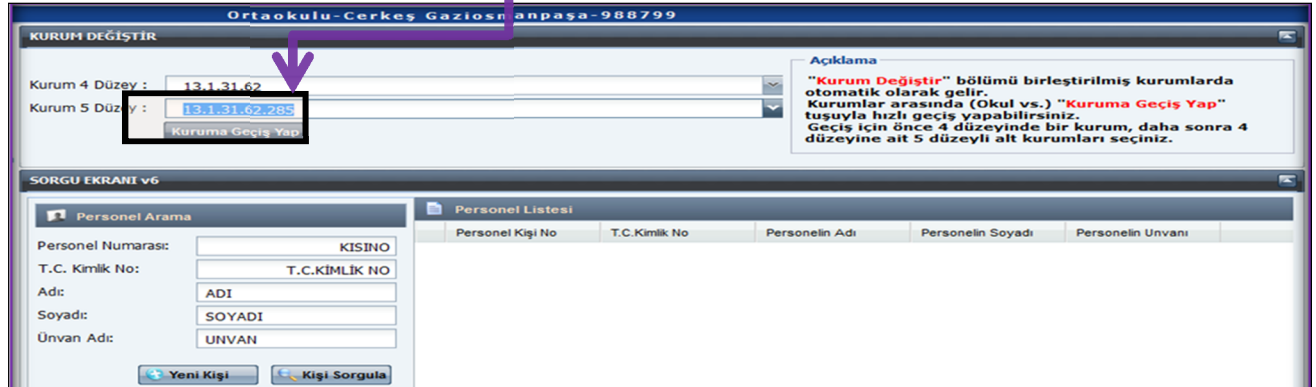 Ortaokulu-Cerkeş Gaziosmanpaşa-988799
KURUM DEĞİŞTİR
Kurum 4 Düzey : 13.1.31.62
Kurum 5 Düzey : 13.1.31.62.285
Kuruma Geçiş Yap
Açıklama
"Kurum Değiştir" bölümü birleştirilmiş kurumlarda
otomatik olarak gelir.
Kurumlar arasında (Okul vs.) "Kuruma Geçiş Yap"
tuşuyla hızlı geçiş yapabilirsiniz.
Geçiş için önce 4 düzeyinde bir kurum, daha sonra 4
düzeyine ait 5 düzeyli alt kurumları seçiniz.
SORGU EKRANI v6
Personel Arama
Personel Numarası: KISINO
T.C. Kimlik No: T.C.KİMLİK NO
Adı: ADI
Soyadı: SOYADI
Ünvan Adı: UNVAN
Yeni Kişi Kişi Sorgula
Personel Listesi
Personel Kişi No T.C.Kimlik No Personelin Adı Personelin Soyadı Personelin Unvanı